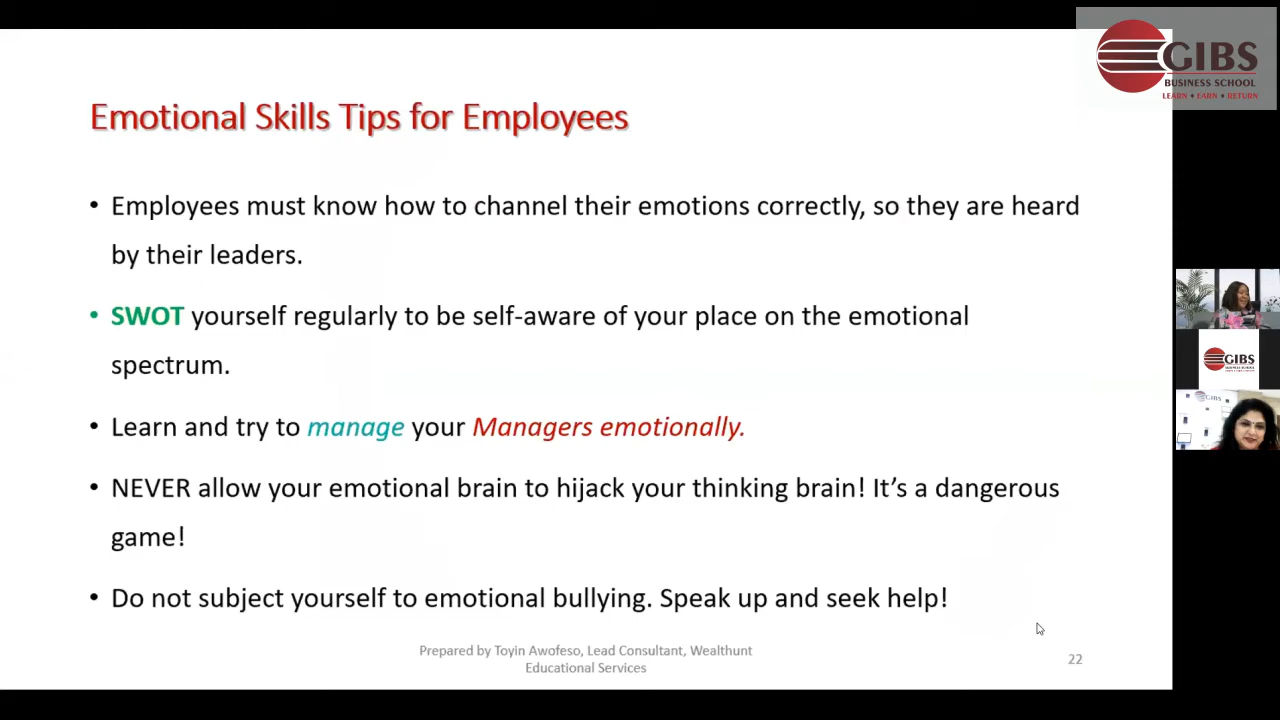 GIBS
BUSINESS SCHOOL
LEARN • EARN • RETURN
Emotional Skills Tips for Employees
• Employees must know how to channel their emotions correctly, so they are heard
by their leaders.
• SWOT yourself regularly to be self-aware of your place on the emotional
spectrum.
• Learn and try to manage your Managers emotionally.
• NEVER allow your emotional brain to hijack your thinking brain! It’s a dangerous
game!
• Do not subject yourself to emotional bullying. Speak up and seek help!
Prepared by Toyin Awofeso, Lead Consultant, Wealthunt
Educational Services
22
GIBS
GIBS